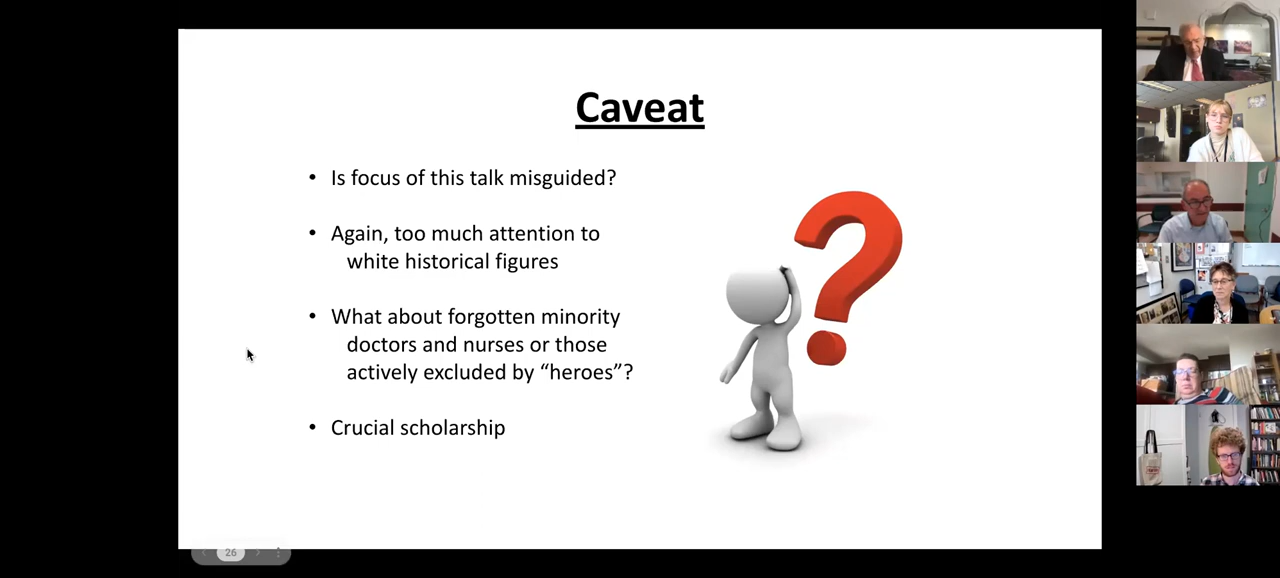 Caveat
• Is focus of this talk misguided?
• Again, too much attention to
white historical figures
• What about forgotten minority
doctors and nurses or those
actively excluded by “heroes”?
• Crucial scholarship
26